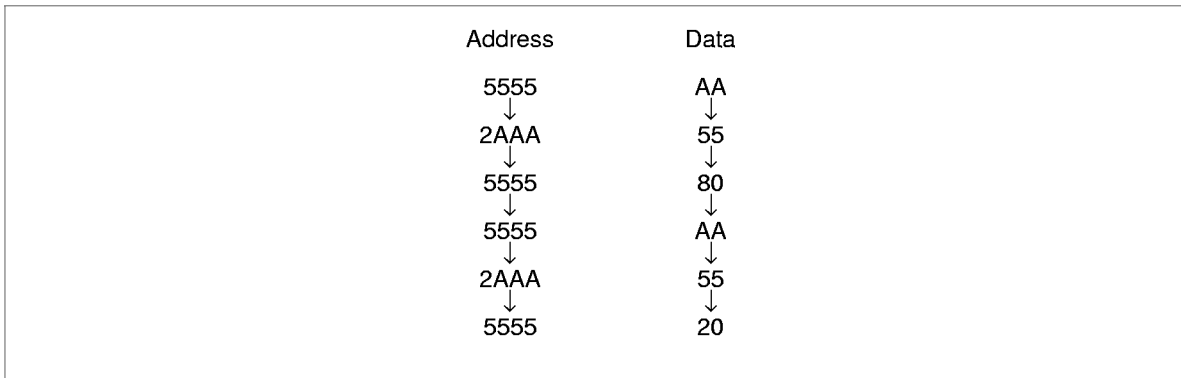 Address Data
5555 AA
↓ ↓
2AAA 55
↓ ↓
5555 80
↓ ↓
5555 AA
↓ ↓
2AAA 55
↓ ↓
5555 20